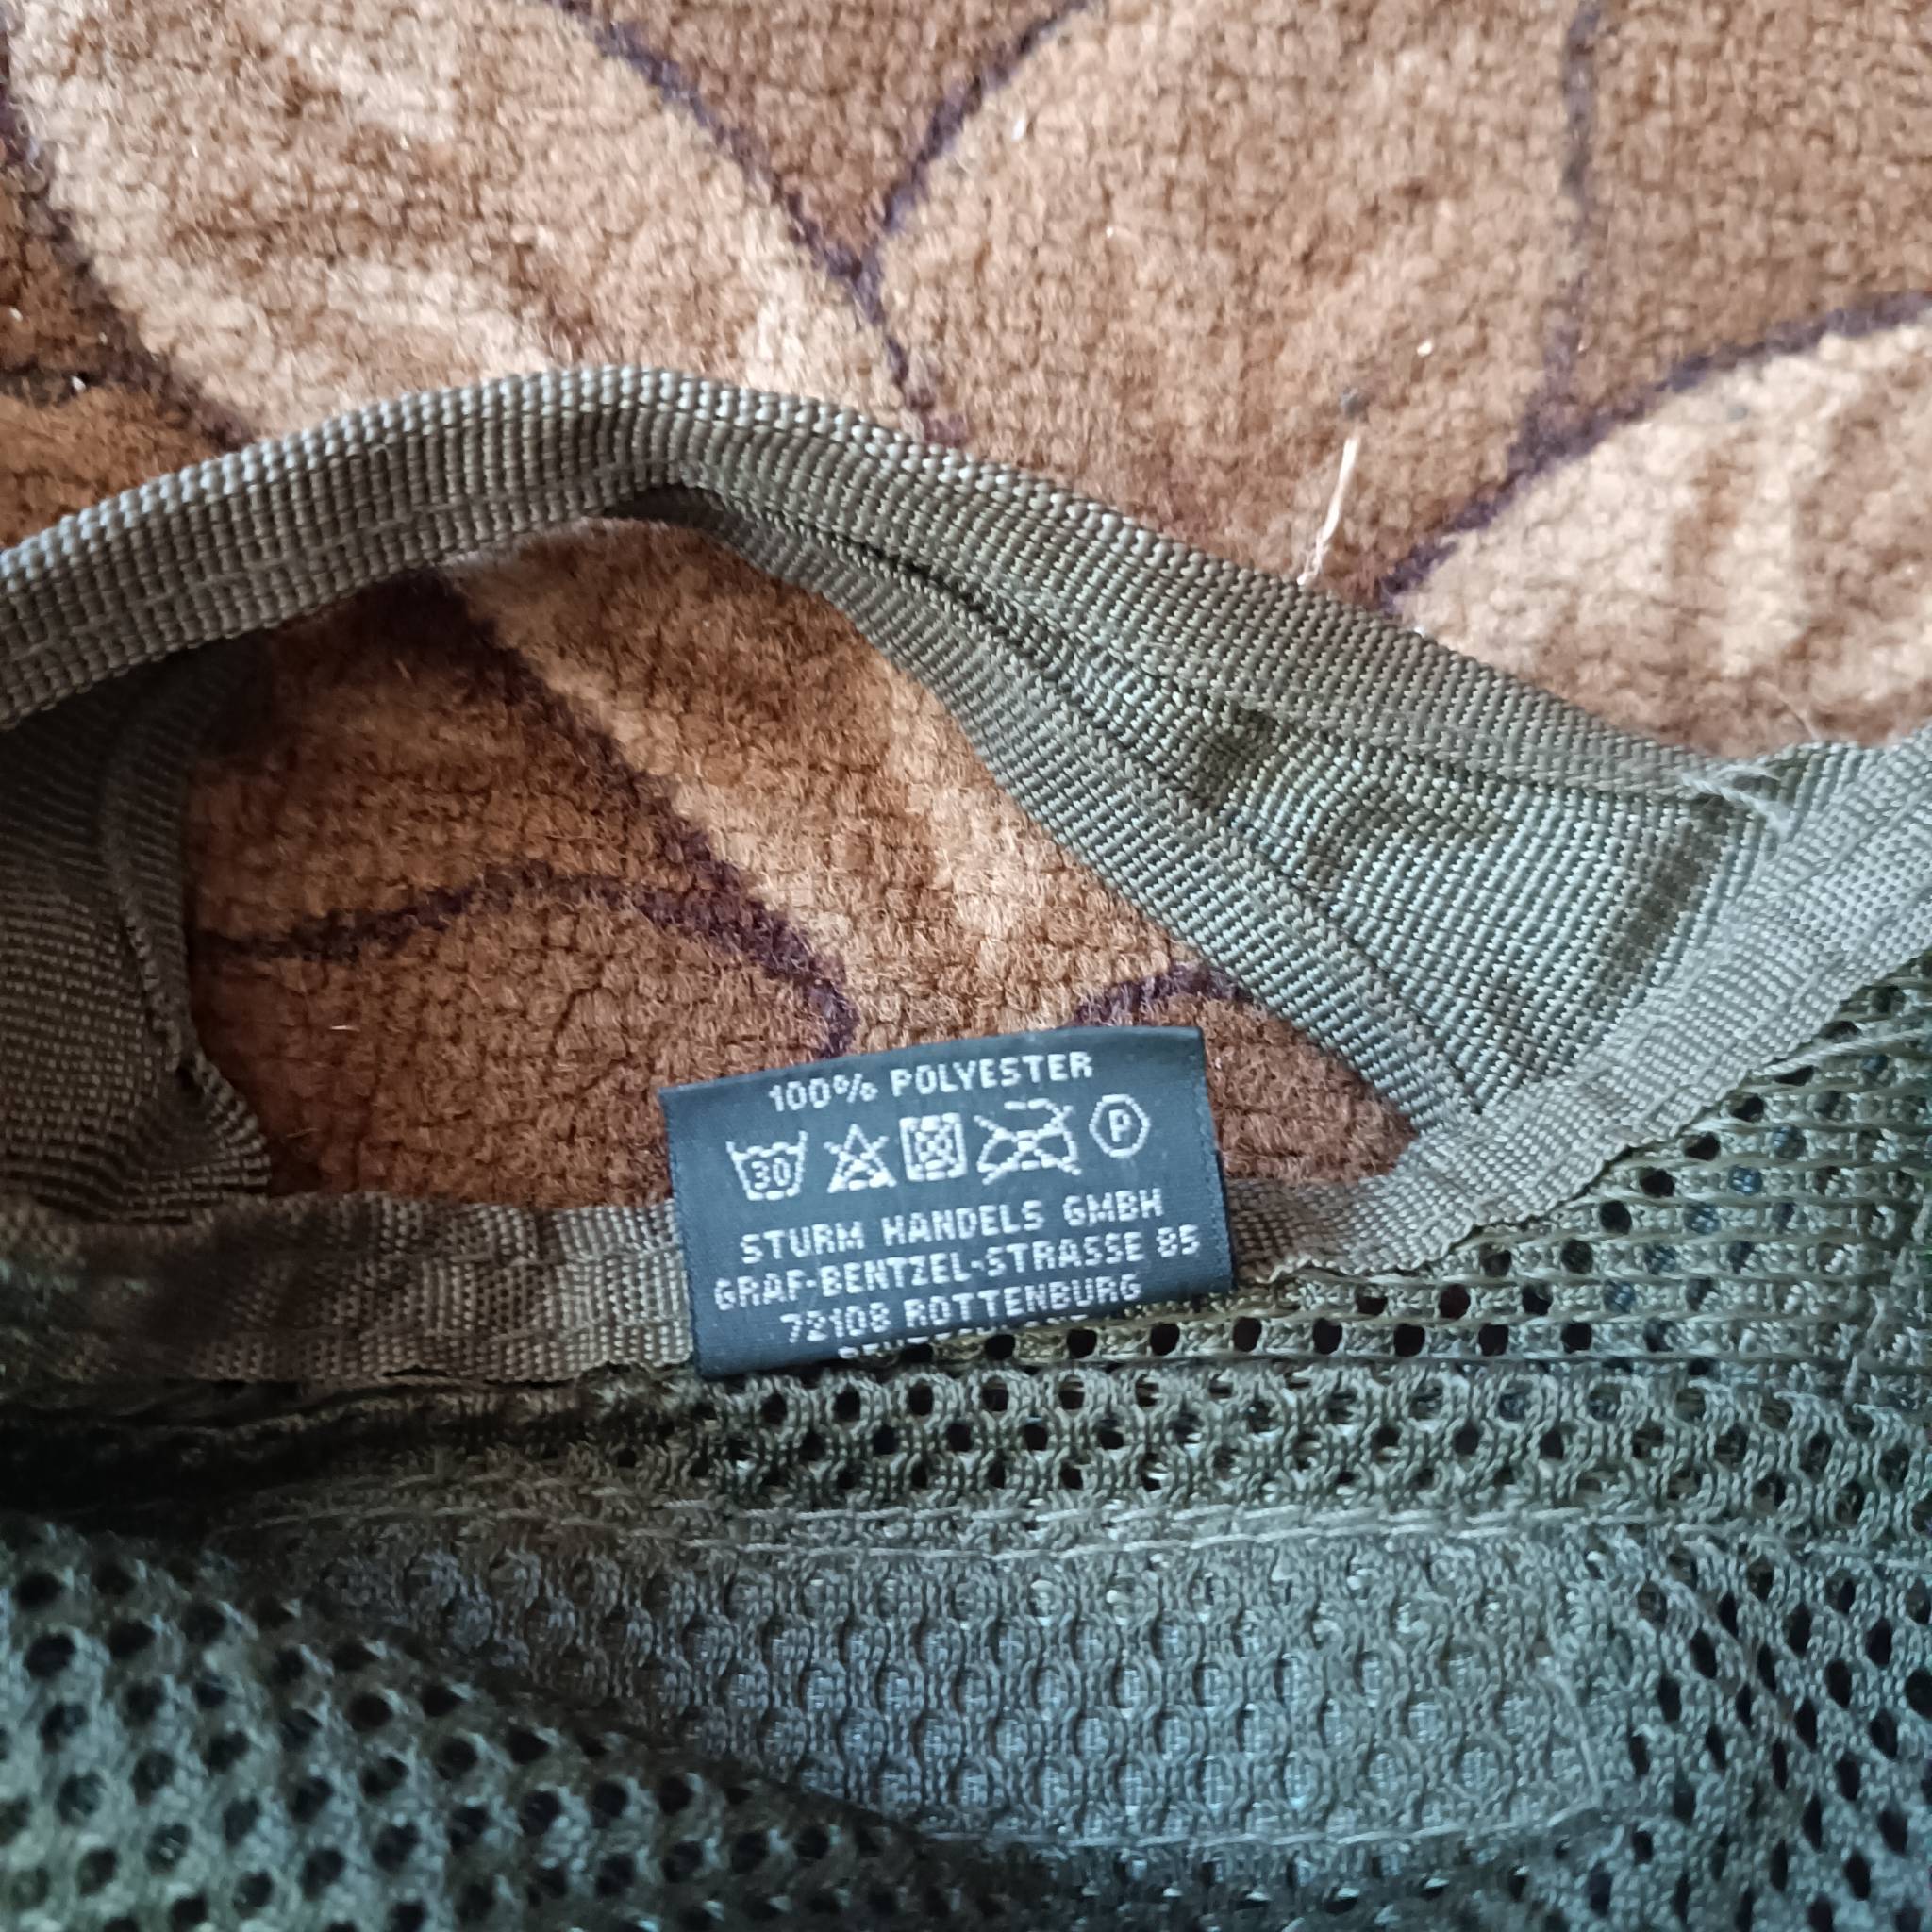 100% POLYESTER
30 P
STURM HANDELS GMBH
GRAF-BENTZEL-STRASSE 85
72108 ROTTENBURG